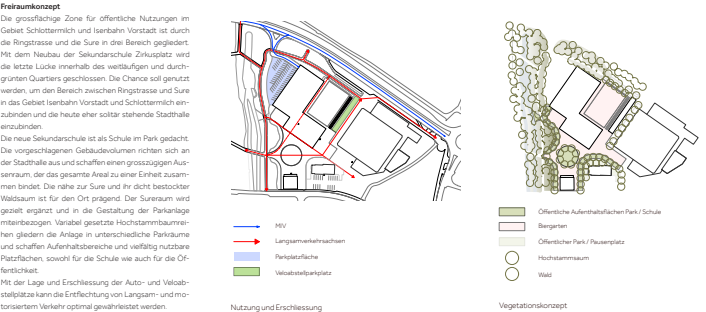 Freiraumkonzept
Die grossflächige Zone für öffentliche Nutzungen im
Gebiet Schlottermilch und Isenbahn Vorstadt ist durch
die Ringstrasse und die Sure in drei Bereich gegliedert.
Mit dem Neubau der Sekundarschule Zirkusplatz wird
die letzte Lücke innerhalb des weitläufigen und durch-
grünten Quartiers geschlossen. Die Chance soll genutzt
werden, um den Bereich zwischen Ringstrasse und Sure
in das Gebiet Isenbahn Vorstadt und Schlottermilch ein-
zubinden und die heute eher solitär stehende Stadthalle
einzubinden.
Die neue Sekundarschule ist als Schule im Park gedacht.
Die vorgeschlagenen Gebäudevolumen richten sich an
der Stadthalle aus und schaffen einen grosszügigen Aus-
senraum, der das gesamte Areal zu einer Einheit zusam-
men bindet. Die nähe zur Sure und ihr dicht bestockter
Waldsaum ist für den Ort prägend. Der Sureraum wird
gezielt ergänzt und in die Gestaltung der Parkanlage
miteinbezogen. Variabel gesetzte Hochstammbaumrei-
hen gliedern die Anlage in unterschiedliche Parkräume
und schaffen Aufenhaltsbereiche und vielfältig nutzbare
Platzflächen, sowohl für die Schule wie auch für die Öf-
fentlichkeit.
Mit der Lage und Erschliessung der Auto- und Veloab-
stellplätze kann die Entflechtung von Langsam- und mo-
torisiertem Verkehr optimal gewährleistet werden.
MIV
Langsamverkehrsachsen
Parkplatzfläche
Veloabstellparkplatz
Nutzung und Erschliessung
Öffentliche Aufenthaltsflächen Park / Schule
Biergarten
Öffentlicher Park / Pausenplatz
Hochstammsaum
Wald
Vegetationskonzept